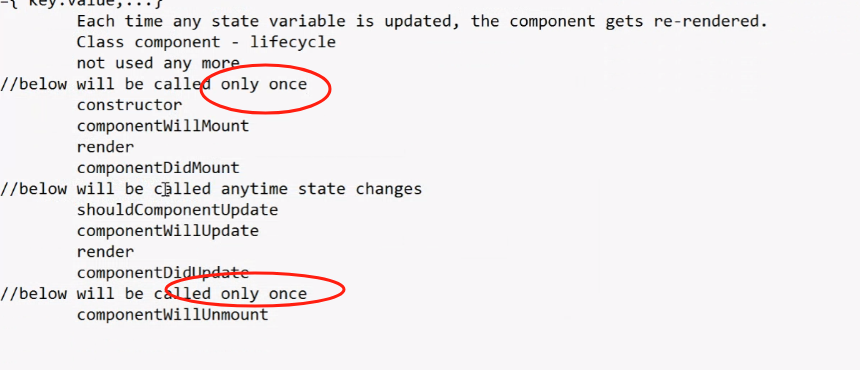 ={ key:value,...}
Each time any state variable is updated, the component gets re-rendered.
Class component - lifecycle
not used any more
//below will be called only once
constructor
componentWillMount
render
componentDidMount
//below will be called anytime state changes
shouldComponentUpdate
componentWillUpdate
render
componentDidUpdate
//below will be called only once
componentWillUnmount